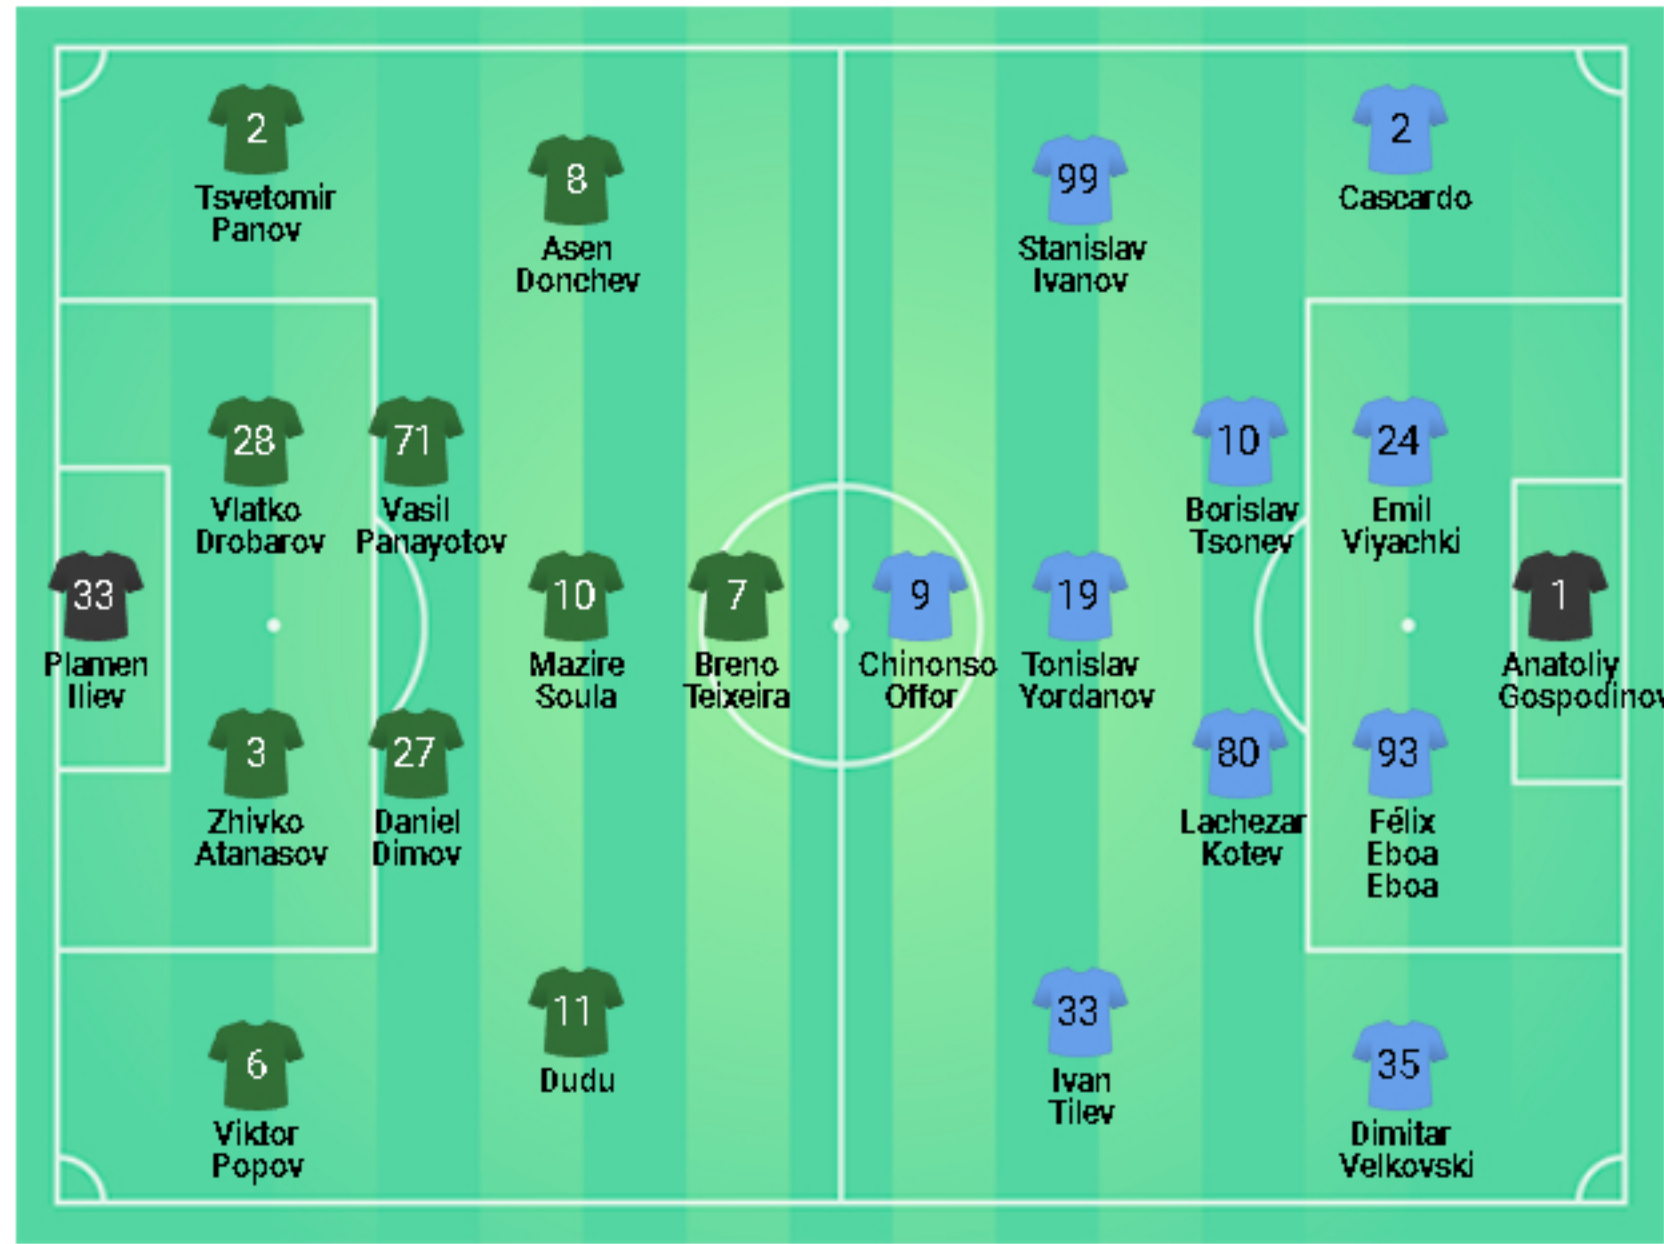 2
Tsvetomir
Panov
8
Asen
Donchev
99
Stanislav
Ivanov
2
Cascardo
28
Vlatko
Drobarov
71
Vasil
Panayotov
10
Borislav
Tsonev
24
Emil
Viyachki
33
Plamen
Iliev
10
Mazire
Soula
7
Breno
Teixeira
9
Chinonso
Offor
19
Tonislav
Yordanov
1
Anatoliy
Gospodinov
3
Zhivko
Atanasov
27
Daniel
Dimov
80
Lachezar
Kotev
93
Félix
Eboa
Eboa
6
Viktor
Popov
11
Dudu
33
Ivan
Tilev
35
Dimitar
Velkovski